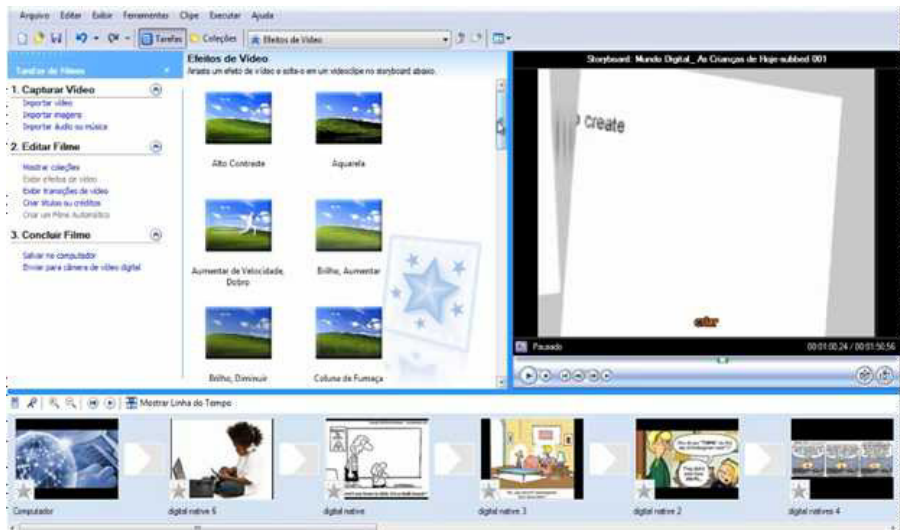 Arquivo Editar Exibir Ferramentas Clipe Executar Ajuda
Tarefas Coleções Efeitos de Vídeo
Tarefas de Filmes
1. Capturar Vídeo
Importar vídeo
Importar imagens
Importar áudio ou música
2. Editar Filme
Mostrar coleções
Exibir efeitos de vídeo
Exibir transições de vídeo
Criar títulos ou créditos
Criar um Filme Automático
3. Concluir Filme
Salvar no computador
Enviar para câmera de vídeo digital
Efeitos de Vídeo
Arraste um efeito de vídeo e solte-o em um videoclipe no storyboard abaixo.
Alto Contraste
Aquarela
Aumentar de Velocidade, Dobro
Brilho, Aumentar
Brilho, Diminuir
Coluna de Fumaça
Storyboard: Mundo Digital_ As Crianças de Hoje-subbed 001
create
criar
Pausado
00:01:00,24 / 00:01:50,56
Mostrar Linha do Tempo
Computador
digital native 6
digital native
digital native 3
digital native 2
digital natives 4